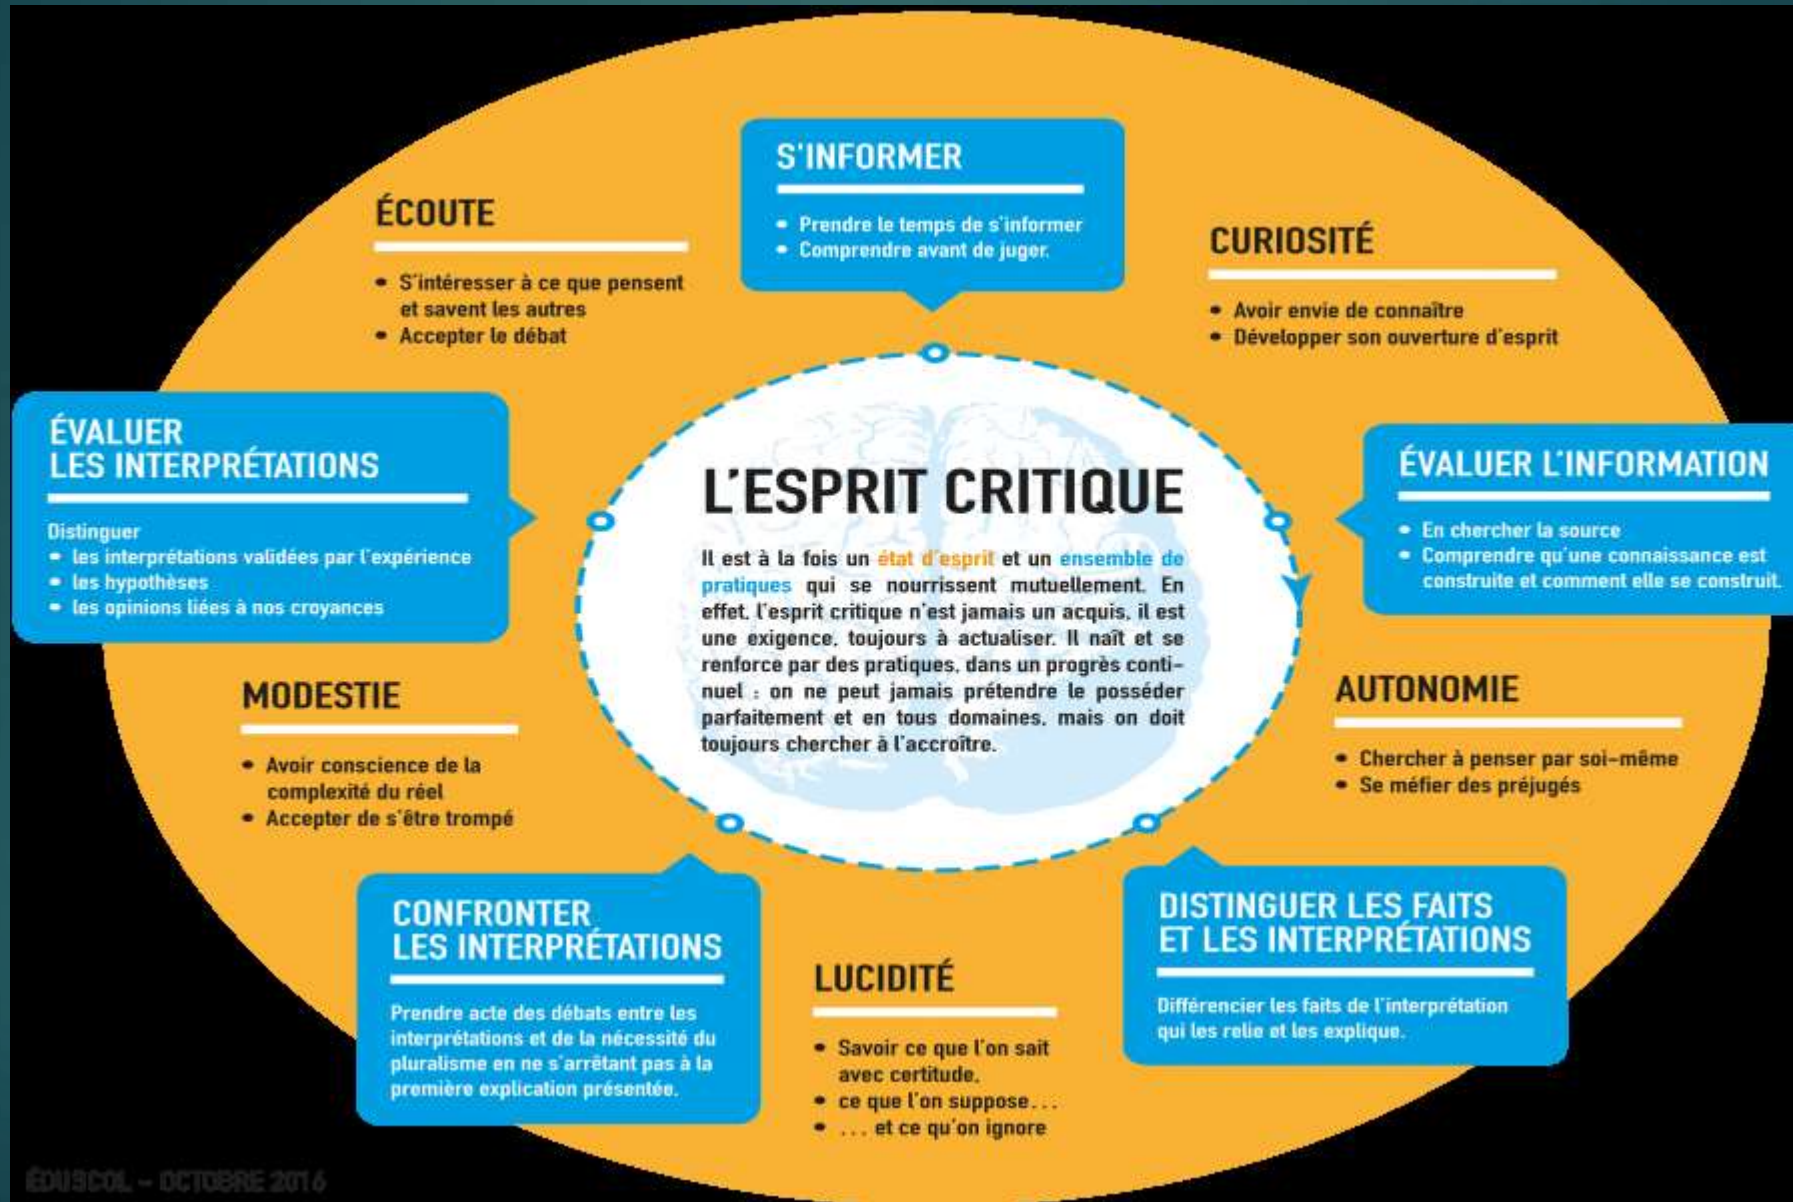 S'INFORMER
• Prendre le temps de s'informer
• Comprendre avant de juger.
ÉCOUTE
• S'intéresser à ce que pensent
et savent les autres
• Accepter le débat
CURIOSITÉ
• Avoir envie de connaître
• Développer son ouverture d'esprit
ÉVALUER
LES INTERPRÉTATIONS
Distinguer
• les interprétations validées par l'expérience
• les hypothèses
• les opinions liées à nos croyances
L'ESPRIT CRITIQUE
Il est à la fois un état d'esprit et un ensemble de
pratiques qui se nourrissent mutuellement. En
effet, l'esprit critique n'est jamais un acquis, il est
une exigence, toujours à actualiser. Il naît et se
renforce par des pratiques, dans un progrès conti-
nuel : on ne peut jamais prétendre le posséder
parfaitement et en tous domaines, mais on doit
toujours chercher à l'accroître.
ÉVALUER L'INFORMATION
• En chercher la source
• Comprendre qu'une connaissance est
construite et comment elle se construit.
MODESTIE
• Avoir conscience de la
complexité du réel
• Accepter de s'être trompé
AUTONOMIE
• Chercher à penser par soi-même
• Se méfier des préjugés
CONFRONTER
LES INTERPRÉTATIONS
Prendre acte des débats entre les
interprétations et de la nécessité du
pluralisme en ne s'arrêtant pas à la
première explication présentée.
LUCIDITÉ
• Savoir ce que l'on sait
avec certitude,
• ce que l'on suppose...
• ... et ce qu'on ignore
DISTINGUER LES FAITS
ET LES INTERPRÉTATIONS
Différencier les faits de l'interprétation
qui les relie et les explique.
ÉDUSCOL – OCTOBRE 2016